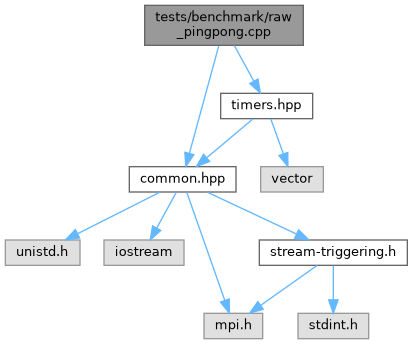 tests/benchmark/raw
_pingpong.cpp
timers.hpp
common.hpp
vector
unistd.h
iostream
stream-triggering.h
mpi.h
stdint.h